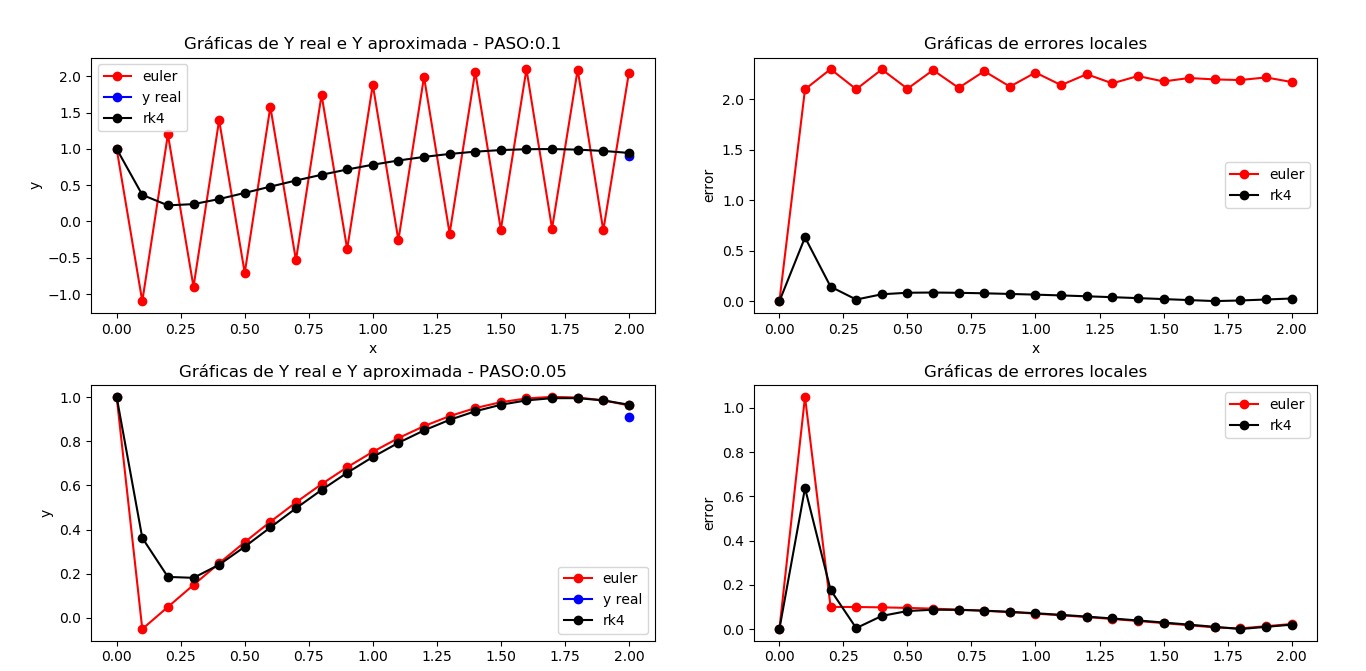 Gráficas de Y real e Y aproximada - PASO:0.1
euler
y real
rk4
2.0
1.5
1.0
0.5
0.0
−0.5
−1.0
y
0.00 0.25 0.50 0.75 1.00 1.25 1.50 1.75 2.00
x
Gráficas de errores locales
euler
rk4
2.0
1.5
1.0
0.5
0.0
error
0.00 0.25 0.50 0.75 1.00 1.25 1.50 1.75 2.00
x
Gráficas de Y real e Y aproximada - PASO:0.05
euler
y real
rk4
1.0
0.8
0.6
0.4
0.2
0.0
y
0.00 0.25 0.50 0.75 1.00 1.25 1.50 1.75 2.00
Gráficas de errores locales
euler
rk4
1.0
0.8
0.6
0.4
0.2
0.0
error
0.00 0.25 0.50 0.75 1.00 1.25 1.50 1.75 2.00